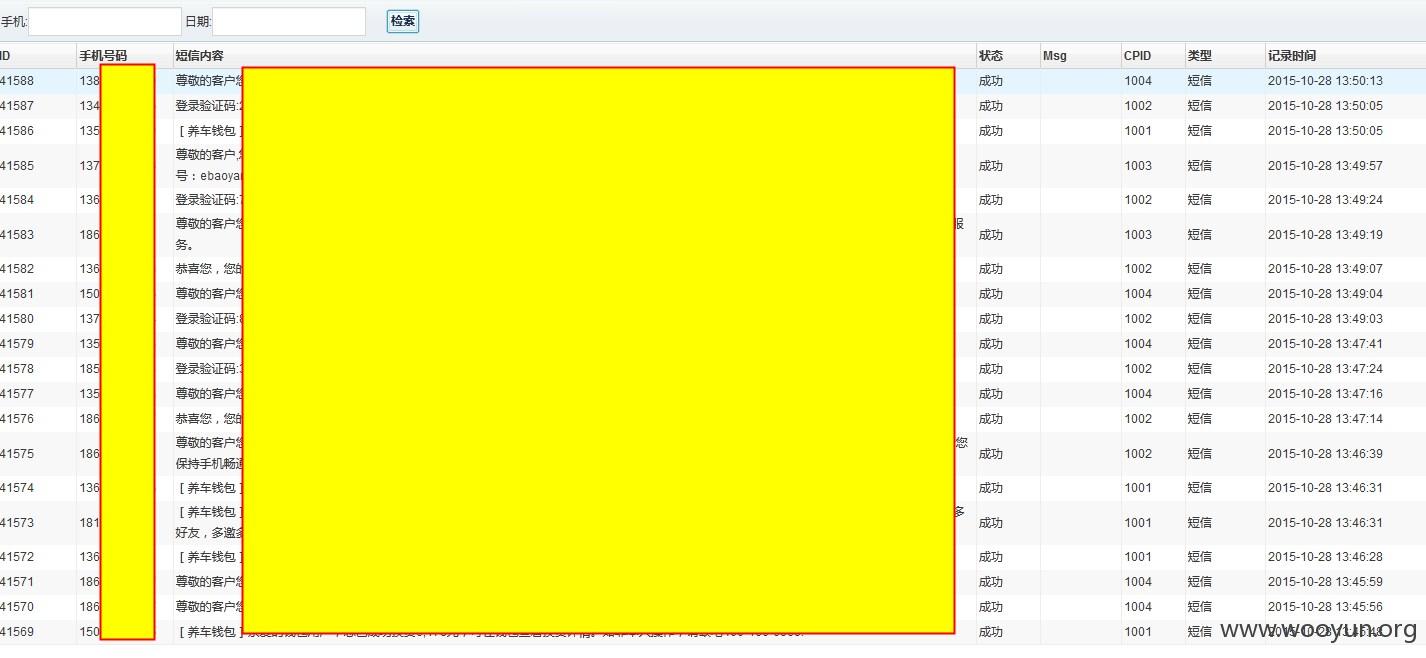 手机: 日期: 检索
ID 手机号码 短信内容 状态 Msg CPID 类型 记录时间
41588 138 尊敬的客户您 成功 1004 短信 2015-10-28 13:50:13
41587 134 登录验证码: 成功 1002 短信 2015-10-28 13:50:05
41586 135 [ 养车钱包 ] 成功 1001 短信 2015-10-28 13:50:05
41585 137 尊敬的客户, 成功 1003 短信 2015-10-28 13:49:57
号：ebaoya
41584 136 登录验证码: 成功 1002 短信 2015-10-28 13:49:24
41583 186 尊敬的客户您 服 成功 1003 短信 2015-10-28 13:49:19
务。
41582 136 恭喜您，您的 成功 1002 短信 2015-10-28 13:49:07
41581 150 尊敬的客户您 成功 1004 短信 2015-10-28 13:49:04
41580 137 登录验证码: 成功 1002 短信 2015-10-28 13:49:03
41579 135 尊敬的客户您 成功 1004 短信 2015-10-28 13:47:41
41578 185 登录验证码: 成功 1002 短信 2015-10-28 13:47:24
41577 135 尊敬的客户您 成功 1004 短信 2015-10-28 13:47:16
41576 186 恭喜您，您的 成功 1002 短信 2015-10-28 13:47:14
41575 186 尊敬的客户您 您 成功 1002 短信 2015-10-28 13:46:39
保持手机畅通
41574 136 [ 养车钱包 ] 成功 1001 短信 2015-10-28 13:46:31
41573 181 [ 养车钱包 ] 多 成功 1001 短信 2015-10-28 13:46:31
好友，多邀多
41572 136 [ 养车钱包 ] 成功 1001 短信 2015-10-28 13:46:28
41571 186 尊敬的客户您 成功 1004 短信 2015-10-28 13:45:59
41570 186 尊敬的客户您 成功 1004 短信 2015-10-28 13:45:56
41569 150 [ 养车钱包 ] 成功 1001 短信 2015-10-28 13:45:48
www.wooyun.org